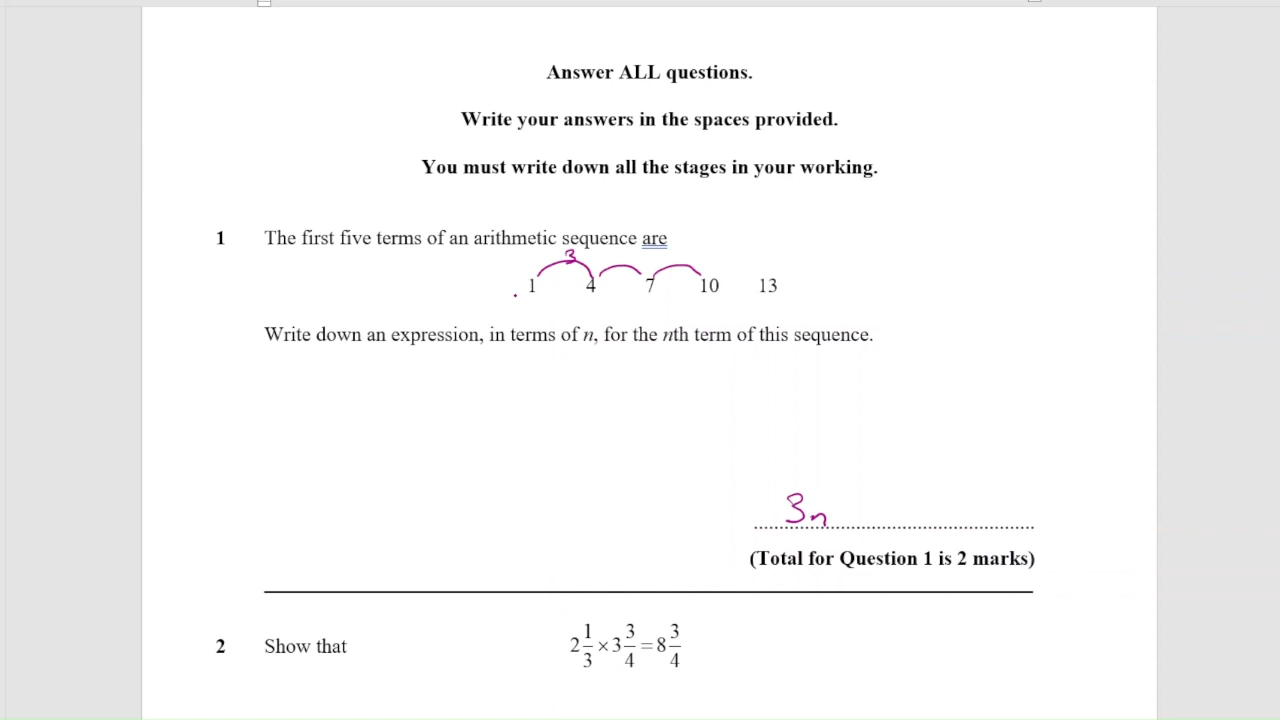 Answer ALL questions.
Write your answers in the spaces provided.
You must write down all the stages in your working.
1 The first five terms of an arithmetic sequence are
3
1 4 7 10 13
Write down an expression, in terms of n, for the nth term of this sequence.
3n
(Total for Question 1 is 2 marks)
2 Show that 2 1/3 × 3 3/4 = 8 3/4